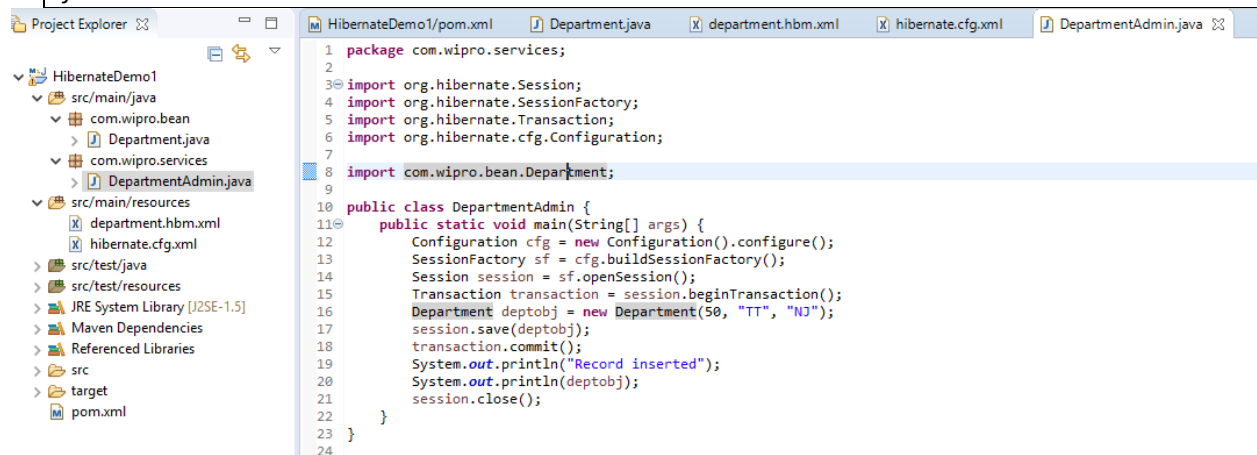 Project Explorer
HibernateDemo1
src/main/java
com.wipro.bean
Department.java
com.wipro.services
DepartmentAdmin.java
src/main/resources
department.hbm.xml
hibernate.cfg.xml
src/test/java
src/test/resources
JRE System Library [J2SE-1.5]
Maven Dependencies
Referenced Libraries
src
target
pom.xml
HibernateDemo1/pom.xml Department.java department.hbm.xml hibernate.cfg.xml DepartmentAdmin.java
1 package com.wipro.services;
2
3 import org.hibernate.Session;
4 import org.hibernate.SessionFactory;
5 import org.hibernate.Transaction;
6 import org.hibernate.cfg.Configuration;
7
8 import com.wipro.bean.Department;
9
10 public class DepartmentAdmin {
11 public static void main(String[] args) {
12 Configuration cfg = new Configuration().configure();
13 SessionFactory sf = cfg.buildSessionFactory();
14 Session session = sf.openSession();
15 Transaction transaction = session.beginTransaction();
16 Department deptobj = new Department(50, "TT", "NJ");
17 session.save(deptobj);
18 transaction.commit();
19 System.out.println("Record inserted");
20 System.out.println(deptobj);
21 session.close();
22 }
23 }
24